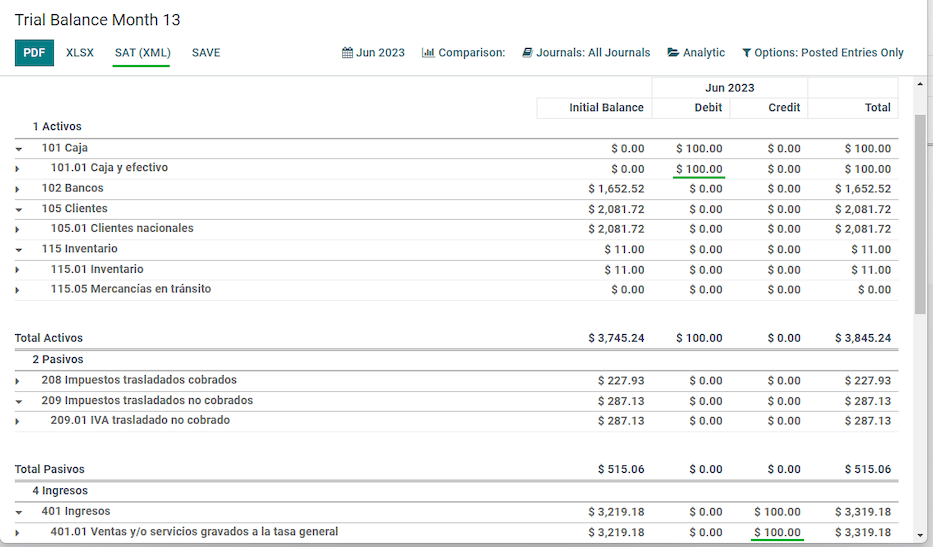 Trial Balance Month 13
PDF XLSX SAT (XML) SAVE Jun 2023 Comparison: Journals: All Journals Analytic Options: Posted Entries Only
Jun 2023
Initial Balance Debit Credit Total
1 Activos
101 Caja $ 0.00 $ 100.00 $ 0.00 $ 100.00
101.01 Caja y efectivo $ 0.00 $ 100.00 $ 0.00 $ 100.00
102 Bancos $ 1,652.52 $ 0.00 $ 0.00 $ 1,652.52
105 Clientes $ 2,081.72 $ 0.00 $ 0.00 $ 2,081.72
105.01 Clientes nacionales $ 2,081.72 $ 0.00 $ 0.00 $ 2,081.72
115 Inventario $ 11.00 $ 0.00 $ 0.00 $ 11.00
115.01 Inventario $ 11.00 $ 0.00 $ 0.00 $ 11.00
115.05 Mercancías en tránsito $ 0.00 $ 0.00 $ 0.00 $ 0.00
Total Activos $ 3,745.24 $ 100.00 $ 0.00 $ 3,845.24
2 Pasivos
208 Impuestos trasladados cobrados $ 227.93 $ 0.00 $ 0.00 $ 227.93
209 Impuestos trasladados no cobrados $ 287.13 $ 0.00 $ 0.00 $ 287.13
209.01 IVA trasladado no cobrado $ 287.13 $ 0.00 $ 0.00 $ 287.13
Total Pasivos $ 515.06 $ 0.00 $ 0.00 $ 515.06
4 Ingresos
401 Ingresos $ 3,219.18 $ 0.00 $ 100.00 $ 3,319.18
401.01 Ventas y/o servicios gravados a la tasa general $ 3,219.18 $ 0.00 $ 100.00 $ 3,319.18